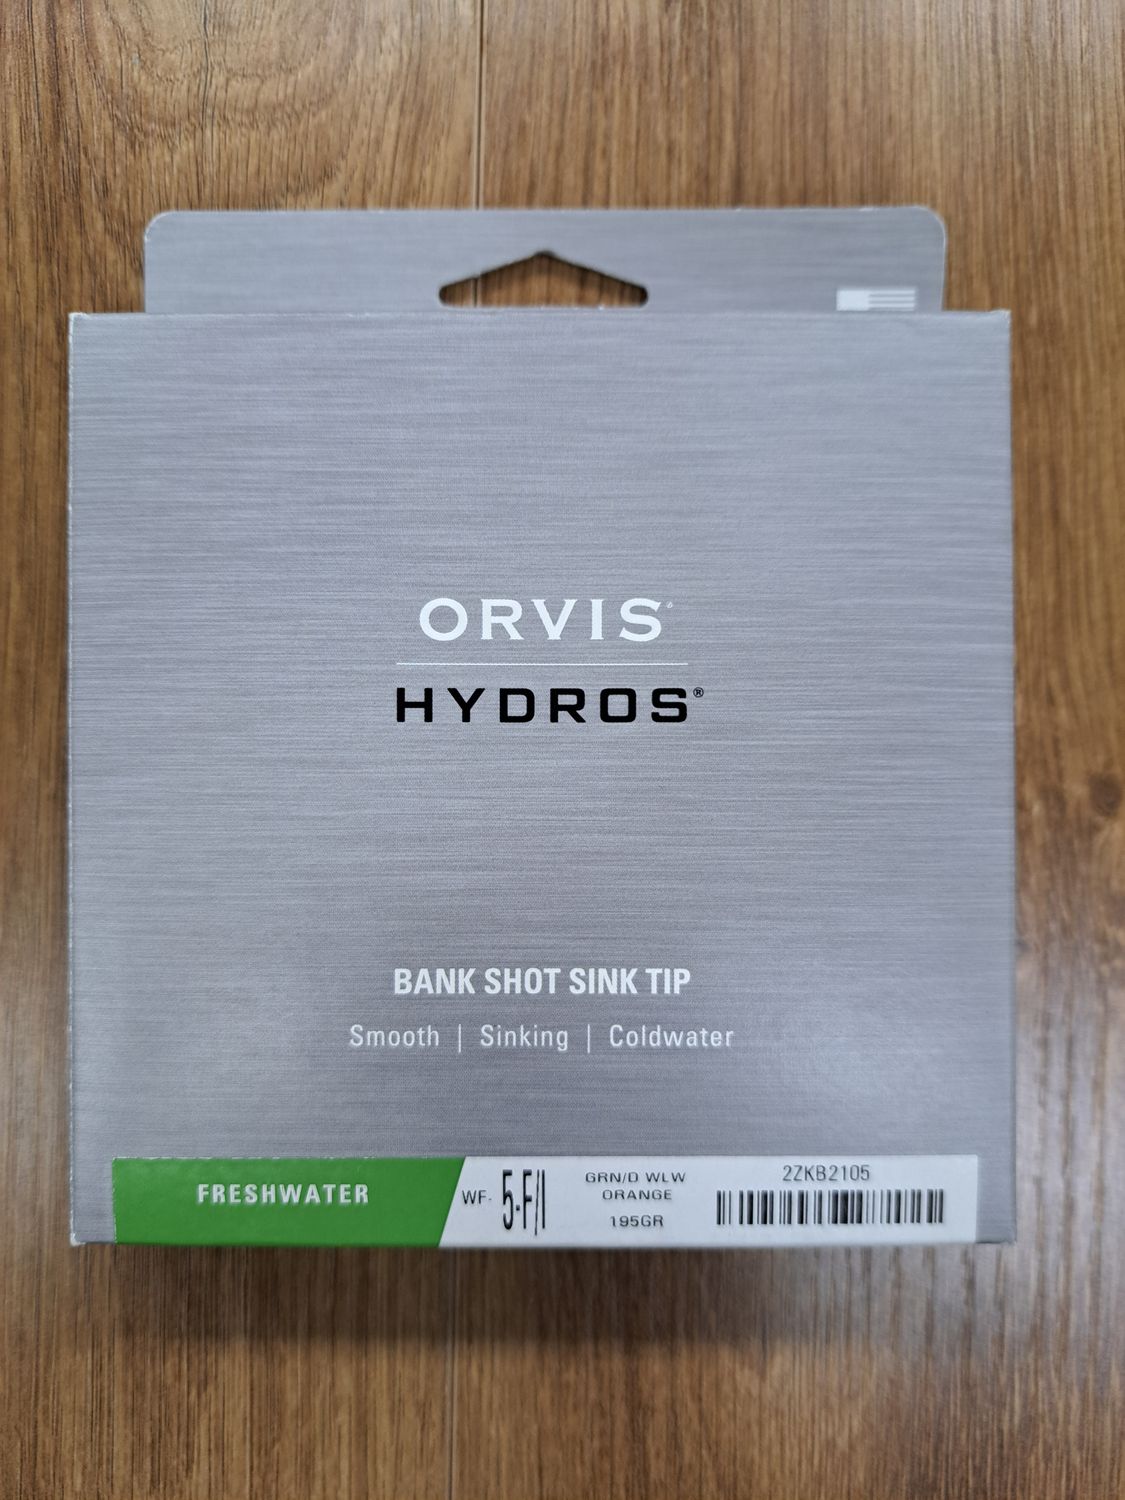 ORVIS®
HYDROS®
BANK SHOT SINK TIP
Smooth | Sinking | Coldwater
FRESHWATER
WF- 5-F/I
GRN/D WLW
ORANGE
195GR
2ZKB2105